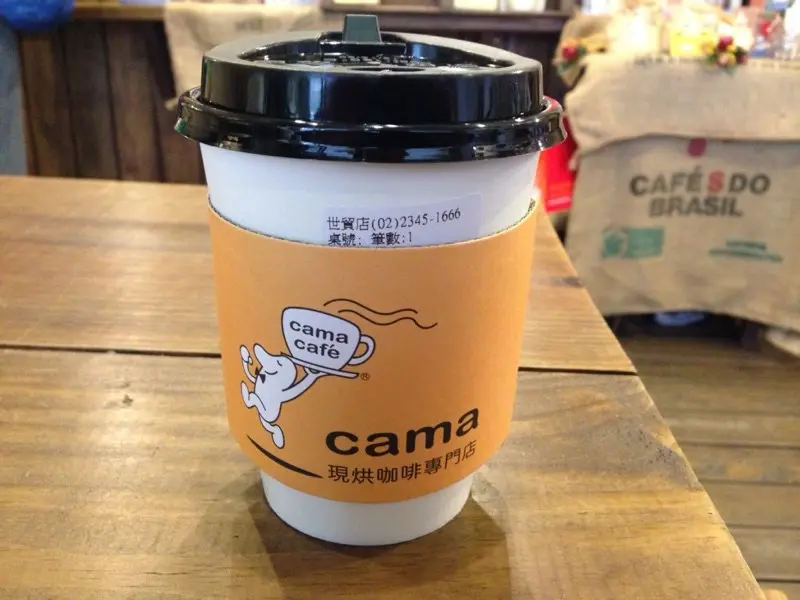 世貿店(02)2345-1666
桌號: 筆數:1
cama
café
®
cama
現烘咖啡專門店
CAFÉS DO
BRASIL